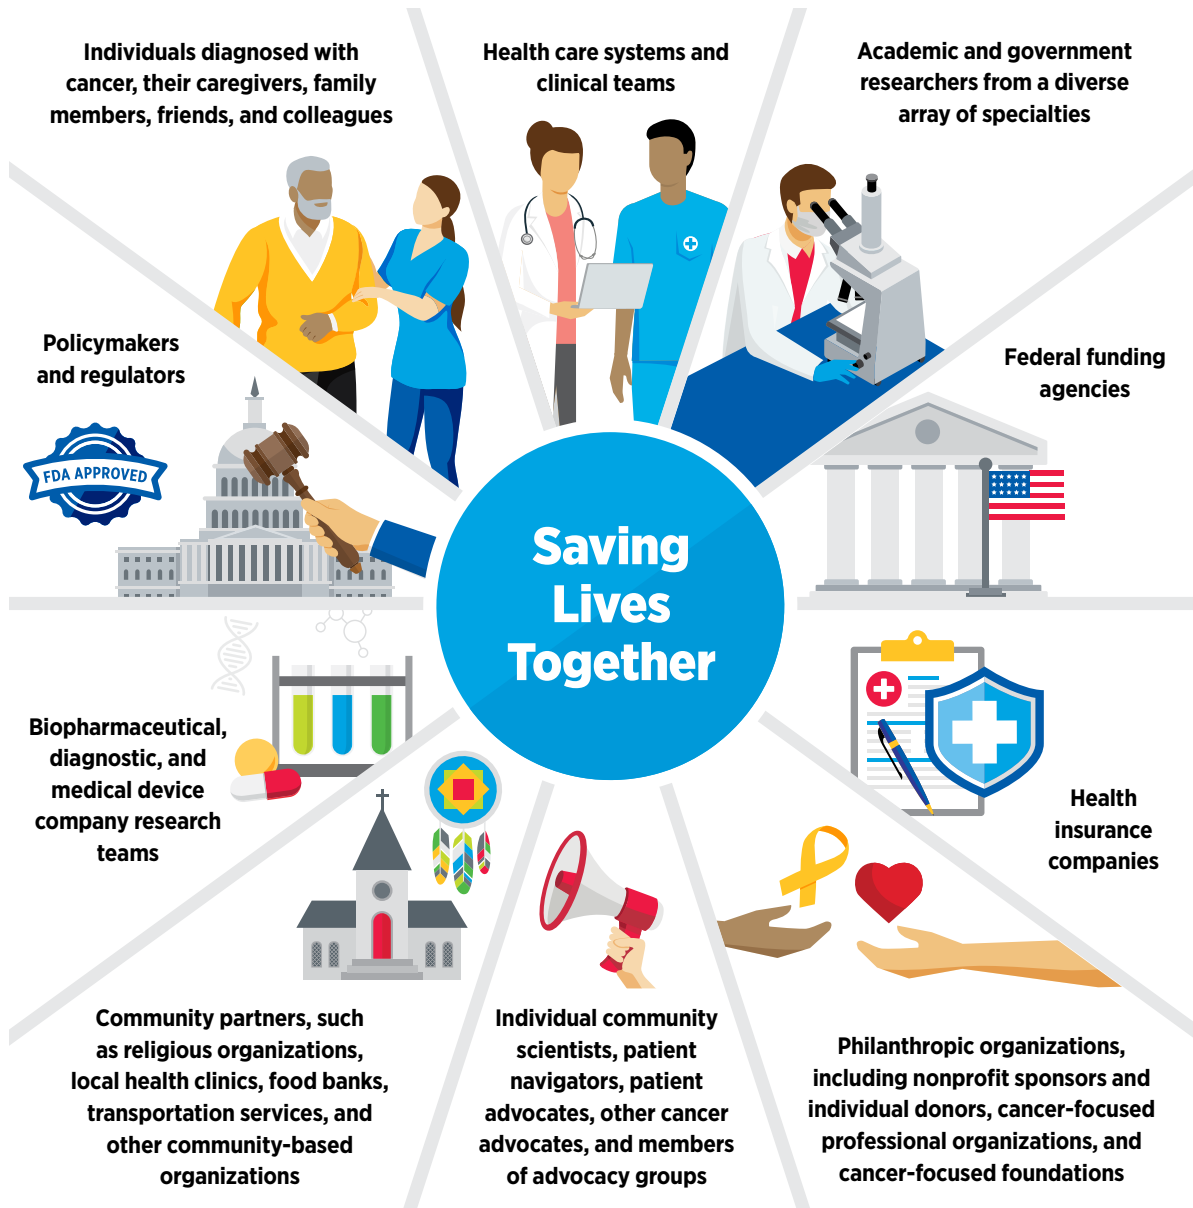 Individuals diagnosed with
cancer, their caregivers, family
members, friends, and colleagues
Health care systems and
clinical teams
Academic and government
researchers from a diverse
array of specialties
Policymakers
and regulators
FDA APPROVED
Federal funding
agencies
Saving
Lives
Together
Biopharmaceutical,
diagnostic, and
medical device
company research
teams
Health
insurance
companies
Community partners, such
as religious organizations,
local health clinics, food banks,
transportation services, and
other community-based
organizations
Individual community
scientists, patient
navigators, patient
advocates, other cancer
advocates, and members
of advocacy groups
Philanthropic organizations,
including nonprofit sponsors and
individual donors, cancer-focused
professional organizations, and
cancer-focused foundations